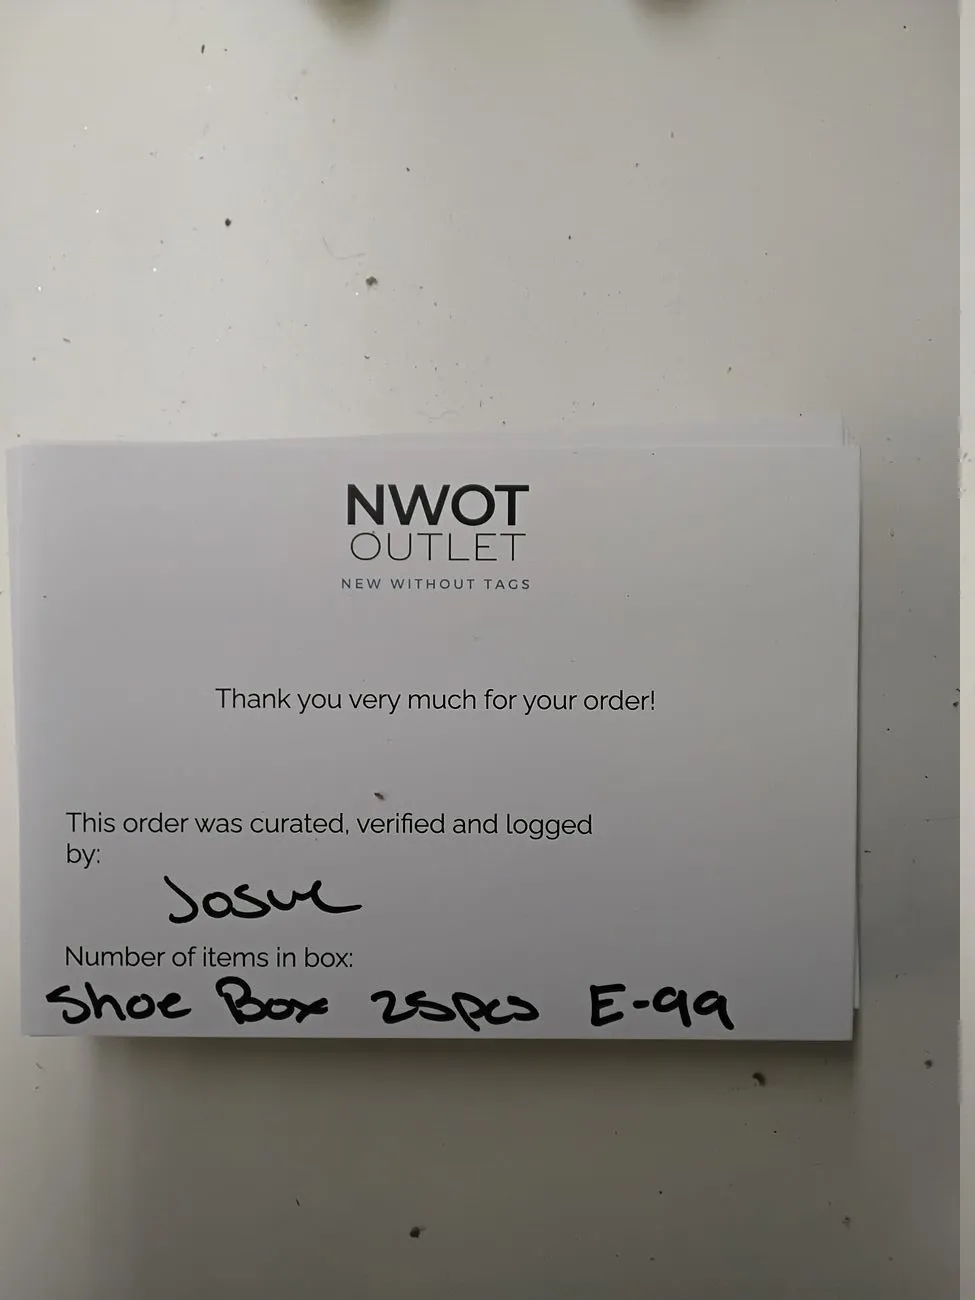 NWOT
OUTLET
NEW WITHOUT TAGS
Thank you very much for your order!
This order was curated, verified and logged
by:
Josue
Number of items in box:
Shoe Box 25pcs E-99